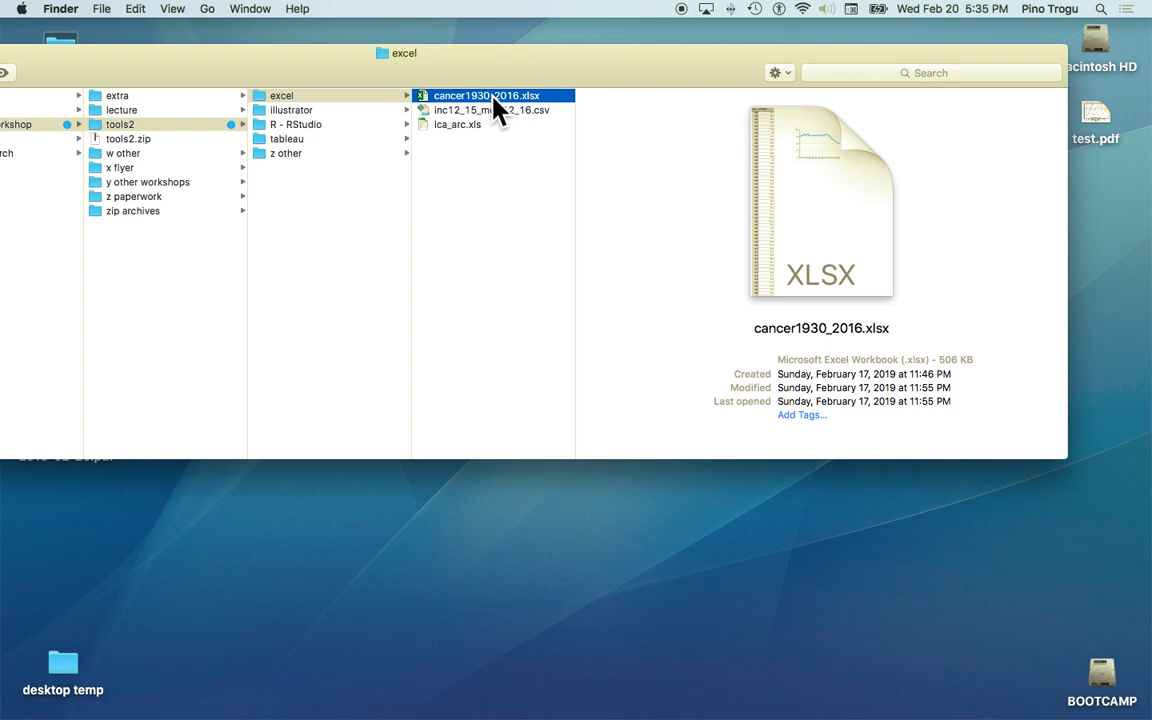 Finder File Edit View Go Window Help Wed Feb 20 5:35 PM Pino Trogu
excel
Search
acintosh HD
test.pdf
rkshop
rch
extra
lecture
tools2
tools2.zip
w other
x flyer
y other workshops
z paperwork
zip archives
excel
illustrator
R - RStudio
tableau
z other
cancer1930_2016.xlsx
lca_arc.xls
XLSX
cancer1930_2016.xlsx
Microsoft Excel Workbook (.xlsx) - 506 KB
Created Sunday, February 17, 2019 at 11:46 PM
Modified Sunday, February 17, 2019 at 11:55 PM
Last opened Sunday, February 17, 2019 at 11:55 PM
Add Tags...
desktop temp
BOOTCAMP